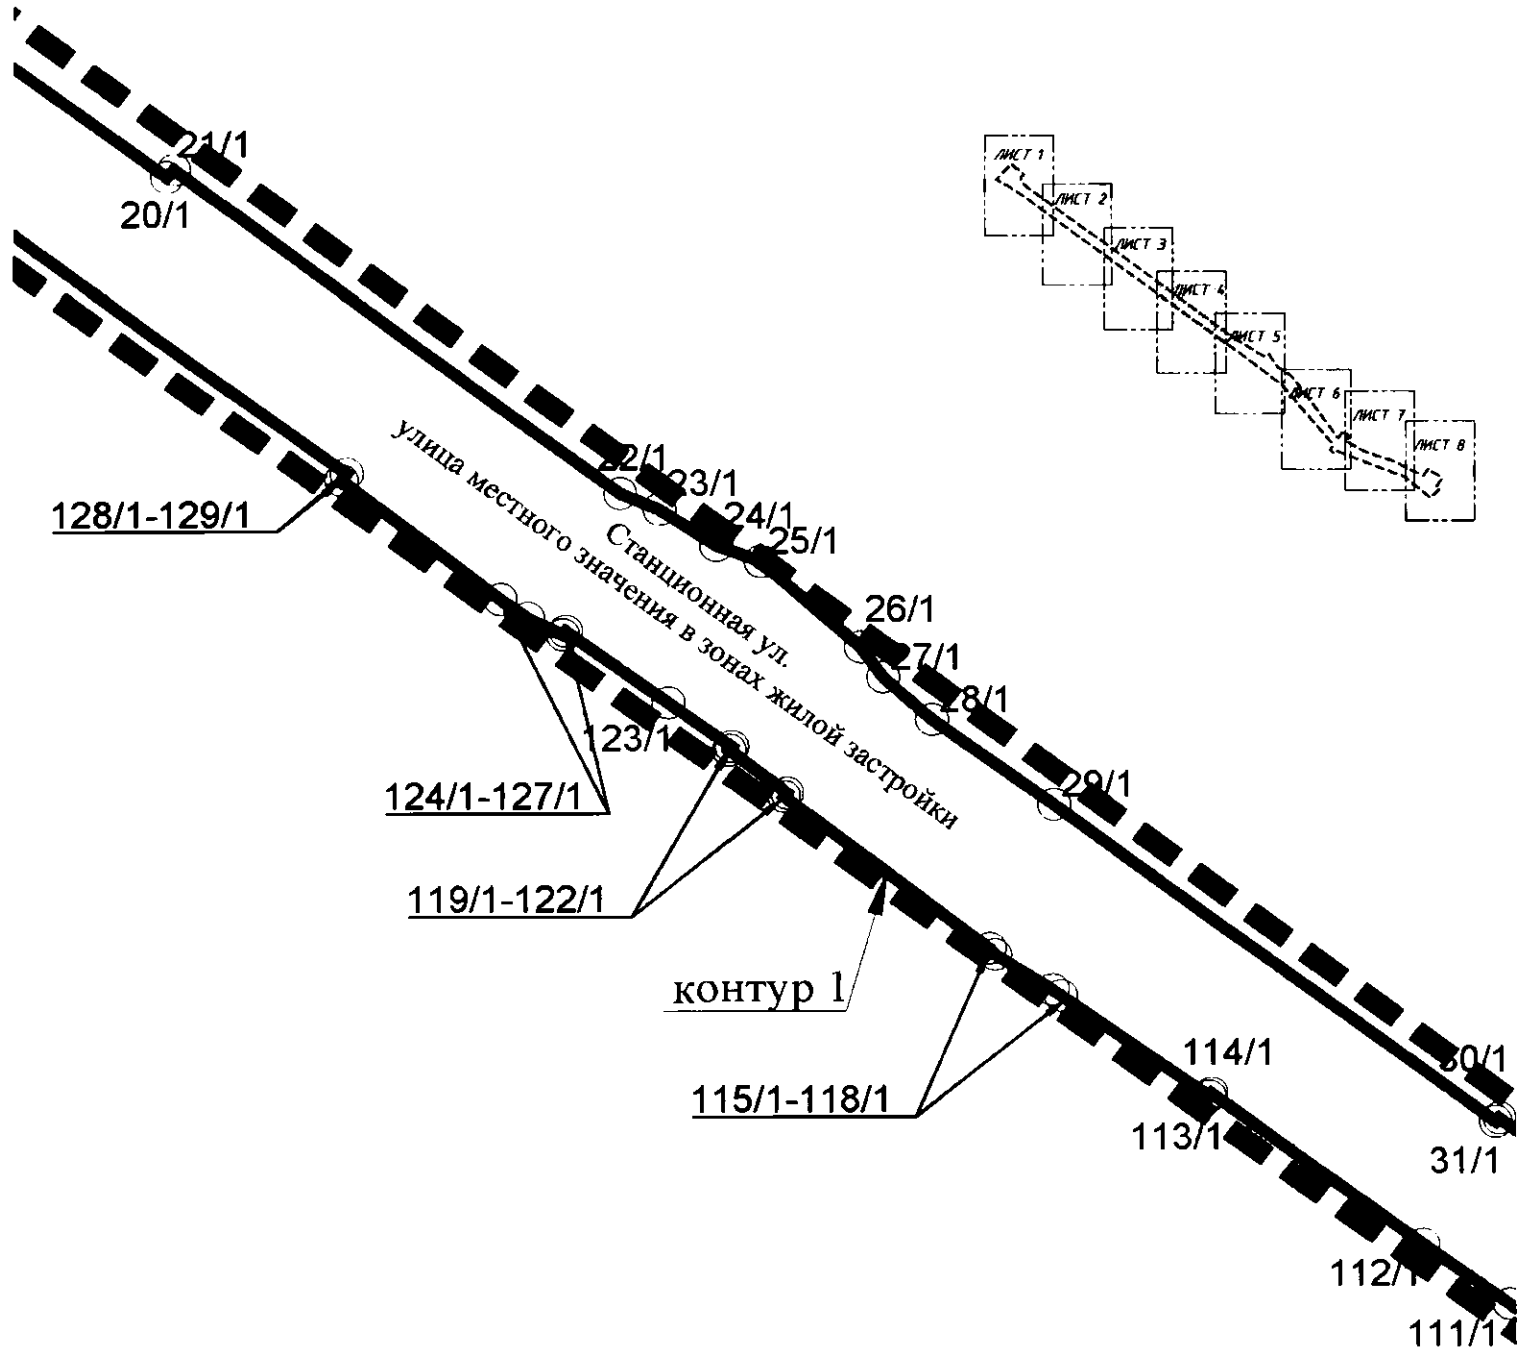 21/1
20/1
ЛИСТ 1
ЛИСТ 2
ЛИСТ 3
ЛИСТ 4
ЛИСТ 5
ЛИСТ 6
ЛИСТ 7
ЛИСТ 8
22/1
23/1
24/1
25/1
26/1
27/1
28/1
29/1
30/1
31/1
Станционная ул.
улица местного значения в зонах жилой застройки
128/1-129/1
123/1
124/1-127/1
119/1-122/1
контур 1
115/1-118/1
114/1
113/1
112/1
111/1